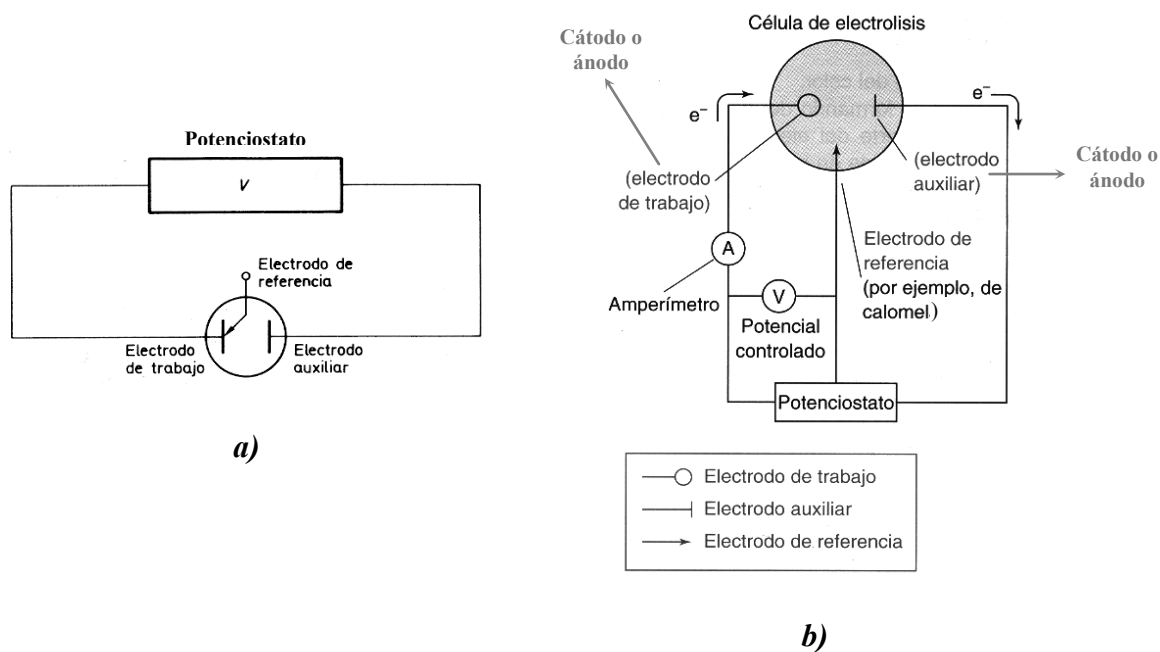 Potenciostato
V
Electrodo de
referencia
Electrodo
de trabajo
Electrodo
auxiliar
a)
Célula de electrolisis
Cátodo o
ánodo
e⁻
e⁻
(electrodo
de trabajo)
(electrodo
auxiliar)
Cátodo o
ánodo
A
Amperímetro
Electrodo de
referencia
(por ejemplo, de
calomel)
V
Potencial
controlado
Potenciostato
Electrodo de trabajo
Electrodo auxiliar
Electrodo de referencia
b)